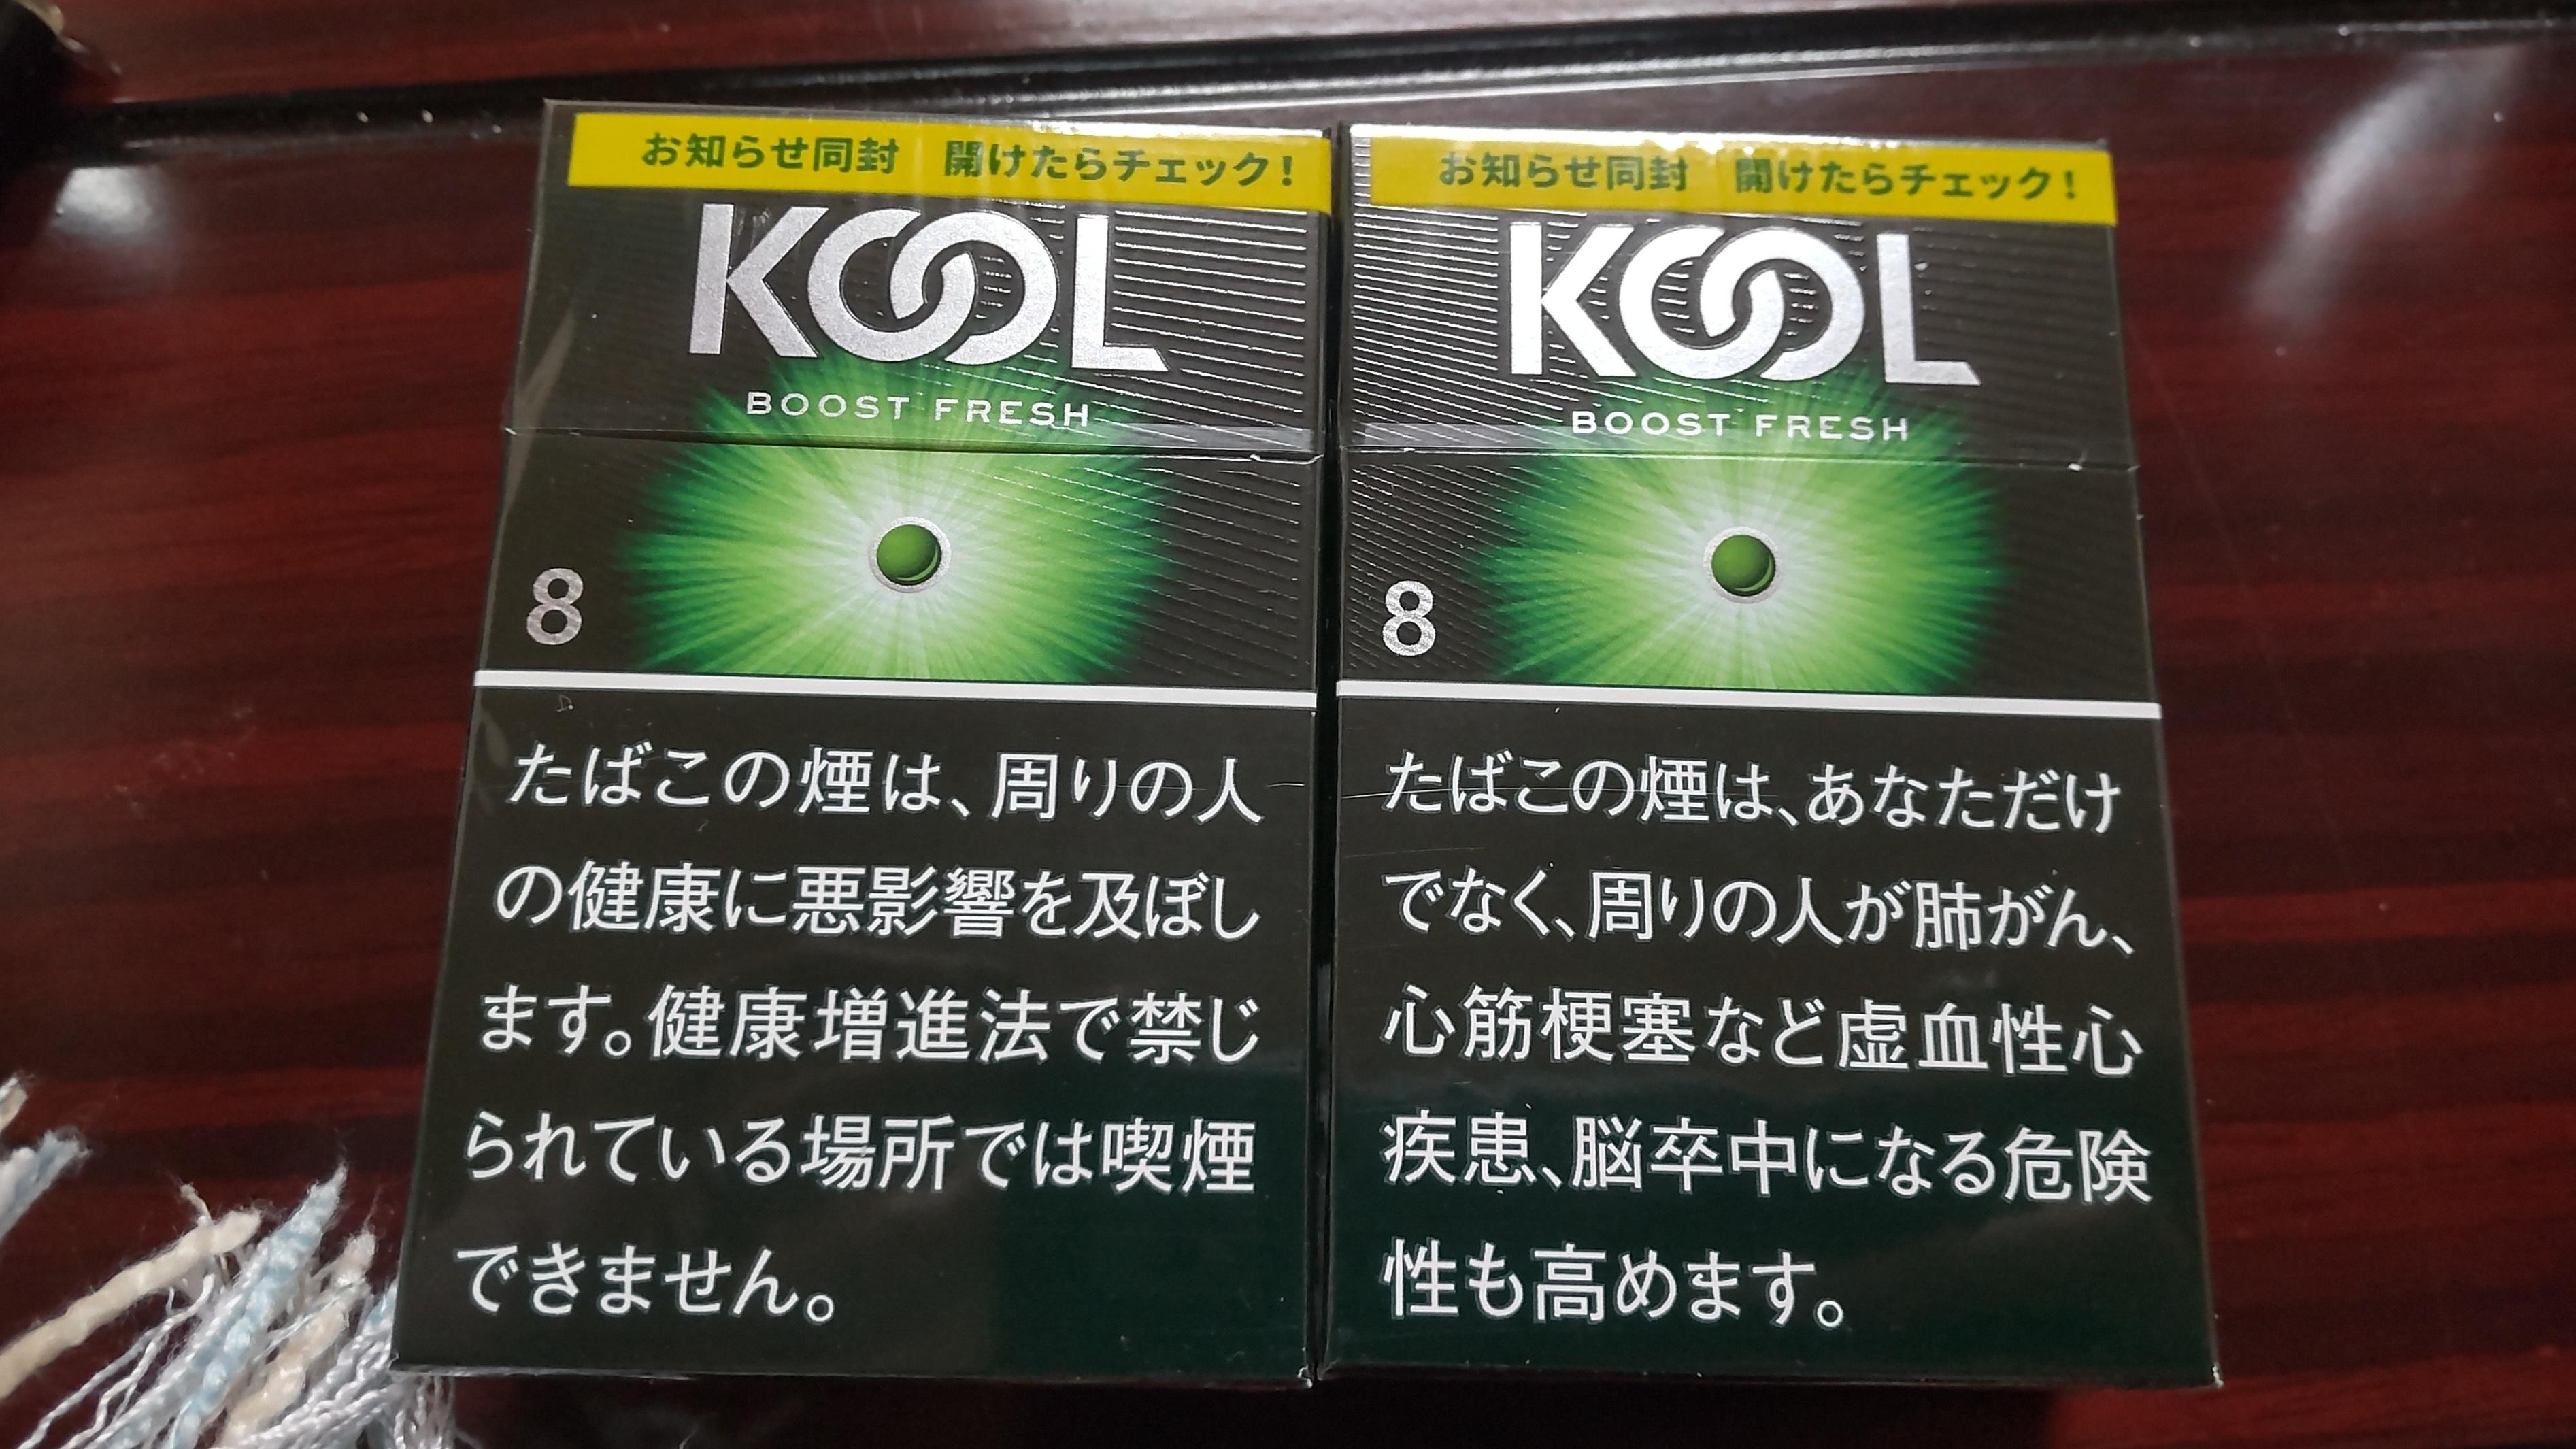 お知らせ同封　開けたらチェック!
KOOL
BOOST FRESH
8
たばこの煙は、周りの人
の健康に悪影響を及ぼし
ます。健康増進法で禁じ
られている場所では喫煙
できません。
お知らせ同封　開けたらチェック!
KOOL
BOOST FRESH
8
たばこの煙は、あなただけ
でなく、周りの人が肺がん、
心筋梗塞など虚血性心
疾患、脳卒中になる危険
性も高めます。